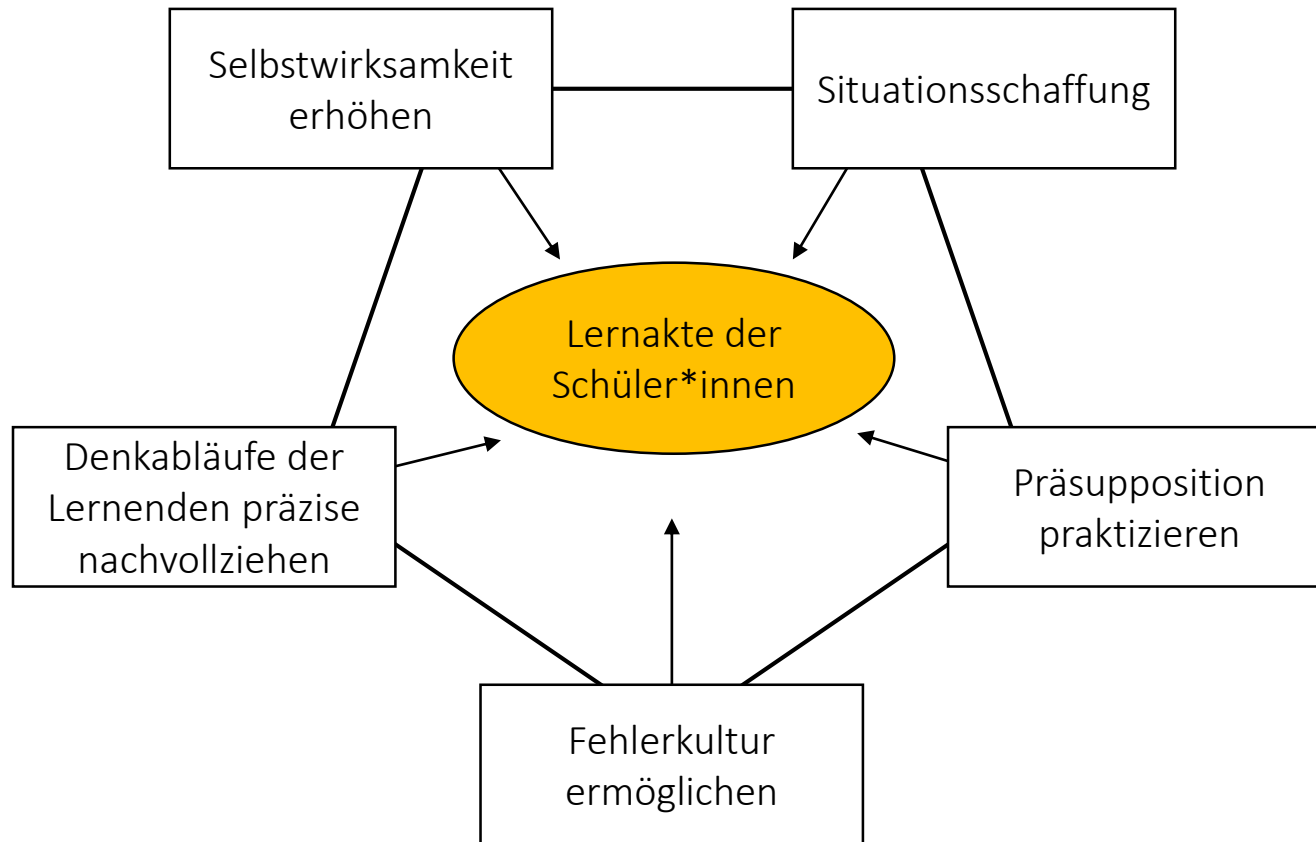 Selbstwirksamkeit
erhöhen
Situationsschaffung
Lernakte der
Schüler*innen
Denkabläufe der
Lernenden präzise
nachvollziehen
Präsupposition
praktizieren
Fehlerkultur
ermöglichen